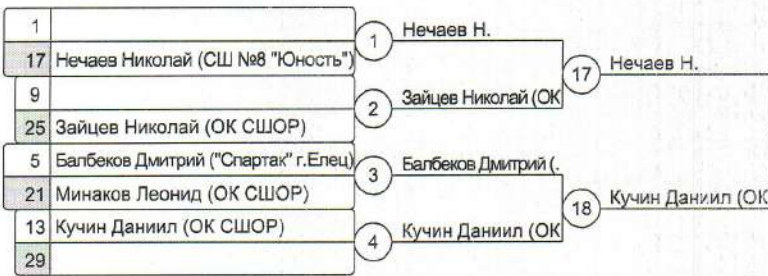 1
17 Нечаев Николай (СШ №8 "Юность")
1 Нечаев Н.
17 Нечаев Н.
9
25 Зайцев Николай (ОК СШОР)
2 Зайцев Николай (ОК
5 Балбеков Дмитрий ("Спартак" г.Елец)
21 Минаков Леонид (ОК СШОР)
3 Балбеков Дмитрий (.
18 Кучин Даниил (ОК
13 Кучин Даниил (ОК СШОР)
29
4 Кучин Даниил (ОК